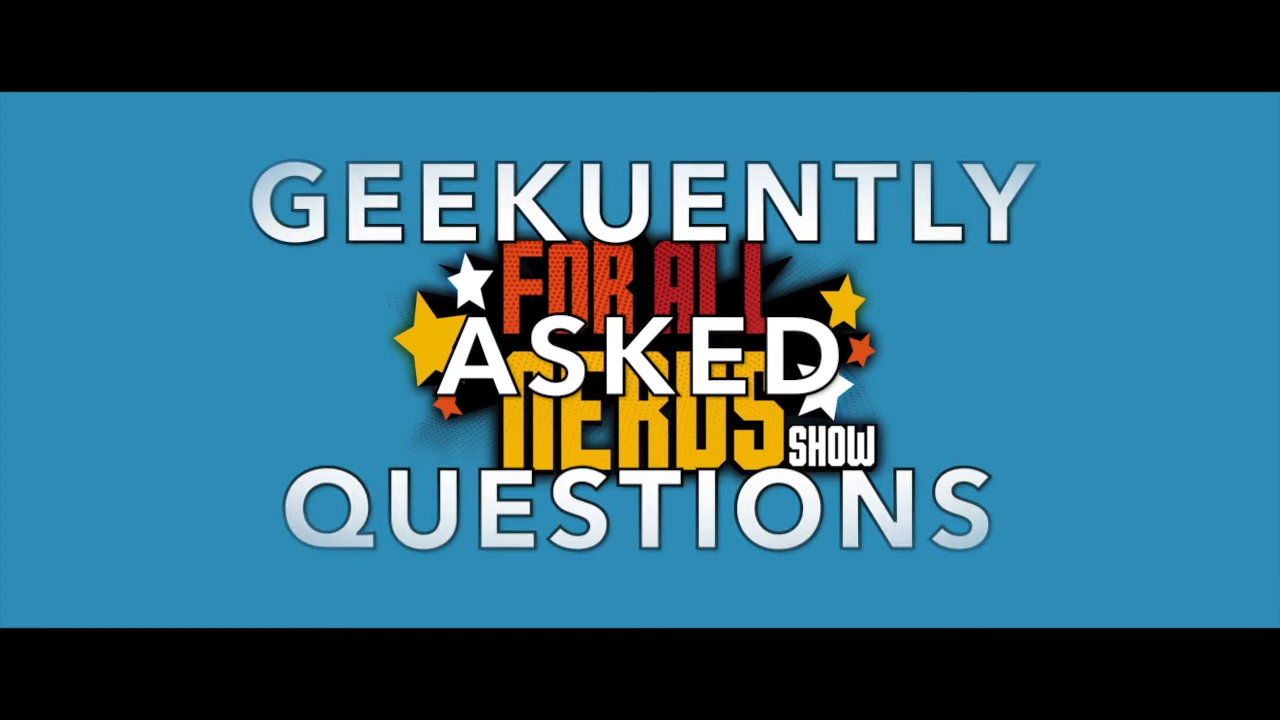 GEEKUENTLY
FOR ALL
ASKED
NERDS
SHOW
QUESTIONS